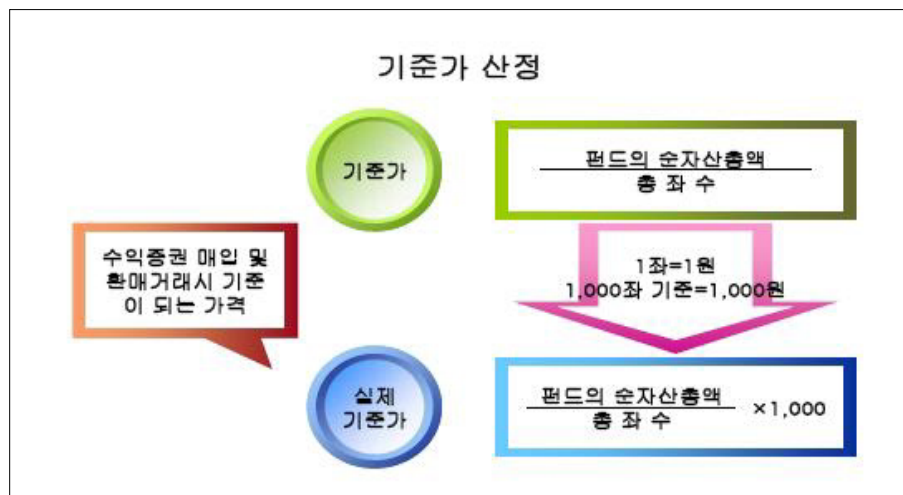 기준가 산정
기준가
펀드의 순자산총액
총 좌 수
수익증권 매입 및
환매거래시 기준
이 되는 가격
1좌=1원
1,000좌 기준=1,000원
실제
기준가
펀드의 순자산총액
총 좌 수
×1,000